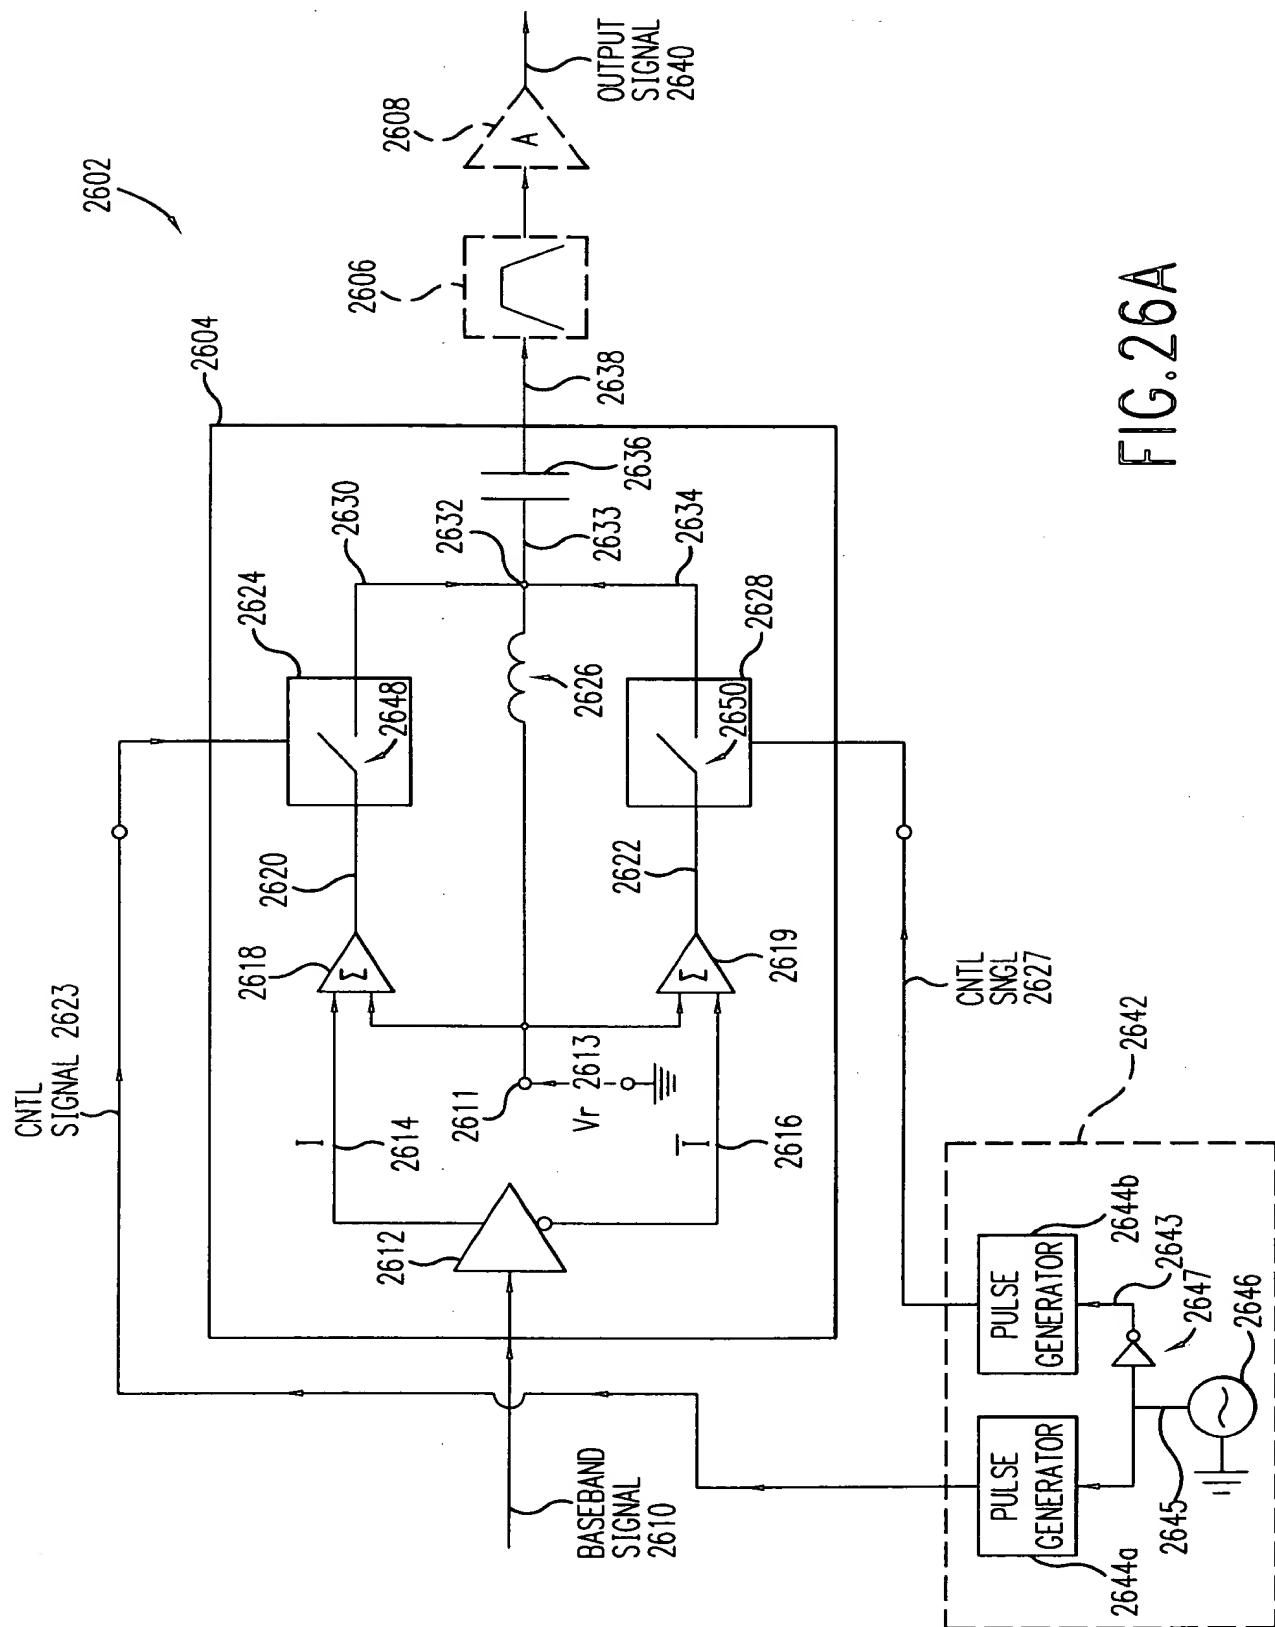 2602
2604
CNTL
SIGNAL 2623
2606
2608
A
OUTPUT
SIGNAL
2640
2638
2624
2630
2632
2636
2633
2634
2648
2620
2618
Σ
2626
2628
2650
2622
2619
Σ
I
2614
2611
Vr 2613
I̅
2616
2612
BASEBAND
SIGNAL
2610
CNTL
SNGL
2627
2642
PULSE
GENERATOR
2644b
2643
2647
2646
PULSE
GENERATOR
2644a
2645
FIG.26A